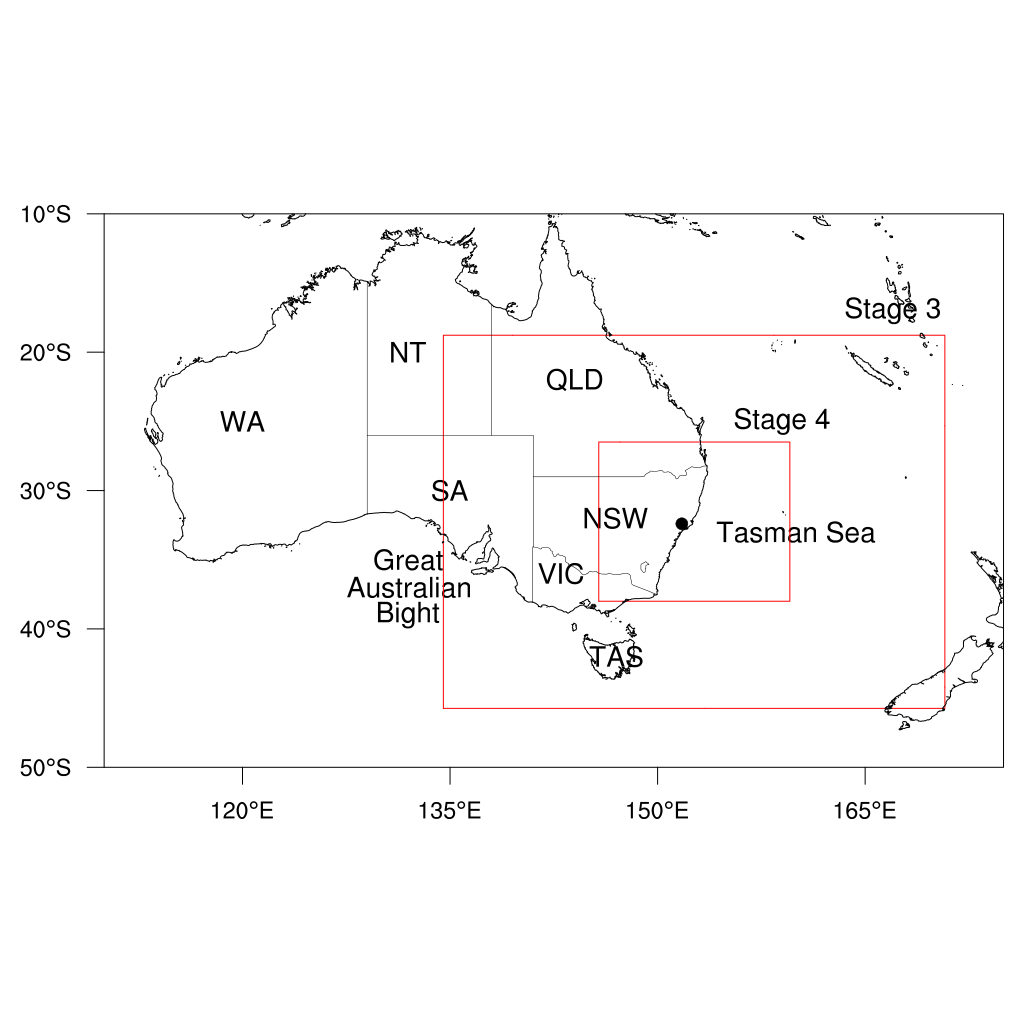 10°S
Stage 3
20°S
NT
QLD
WA
Stage 4
30°S
SA
NSW
Tasman Sea
Great
Australian
Bight
VIC
40°S
TAS
50°S
120°E
135°E
150°E
165°E